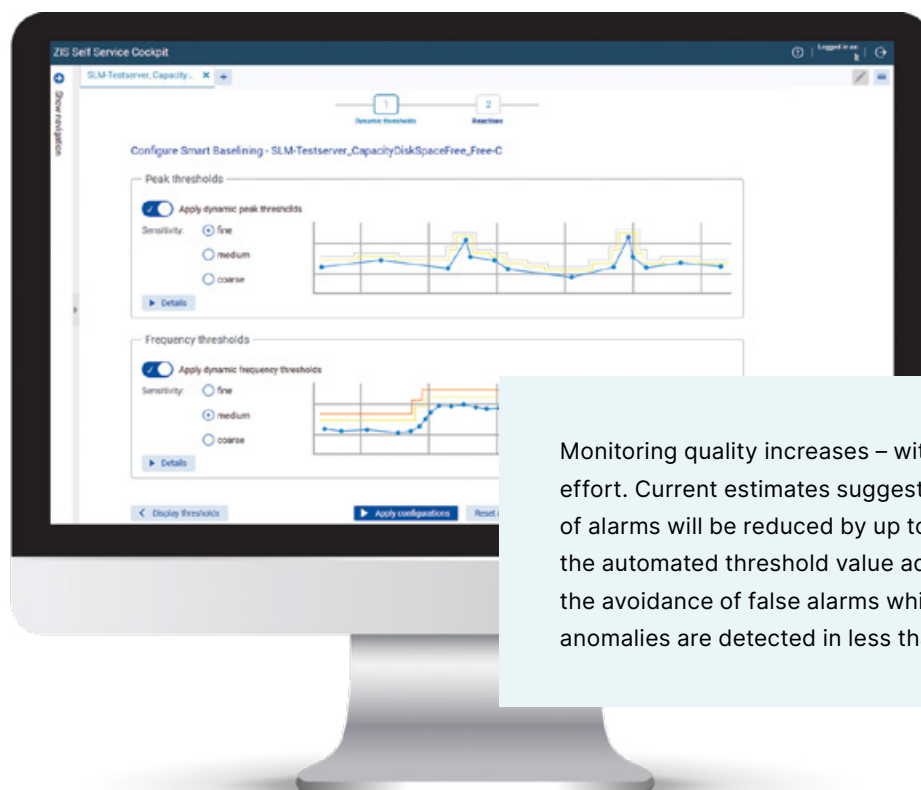 ZIS Self Service Cockpit
Logged in as
SLM-Testserver_Capacity...
Show navigation
1
2
Dynamic thresholds
Reactions
Configure Smart Baselining - SLM-Testserver_CapacityDiskSpaceFree_Free-C
Peak thresholds
Apply dynamic peak thresholds
Sensitivity:
fine
medium
coarse
Details
Frequency thresholds
Apply dynamic frequency thresholds
Sensitivity:
fine
medium
coarse
Details
Display thresholds
Apply configurations
Reset
Monitoring quality increases – wit
effort. Current estimates suggest
of alarms will be reduced by up to
the automated threshold value ad
the avoidance of false alarms whi
anomalies are detected in less th